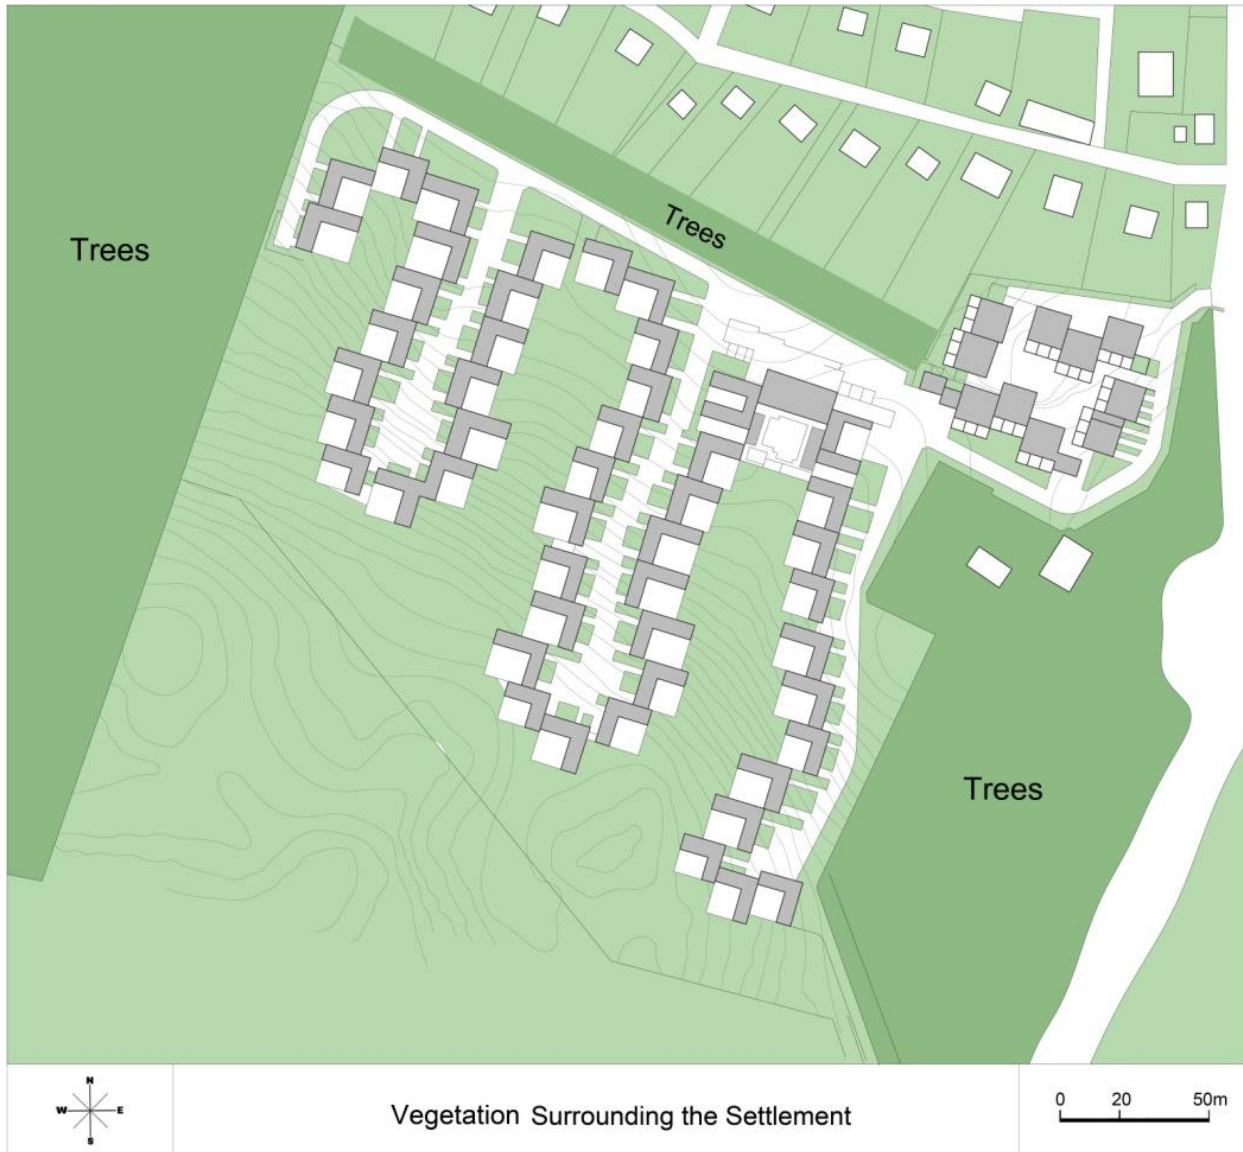 Trees
Trees
Trees
N
W E
S
Vegetation Surrounding the Settlement
0 20 50m